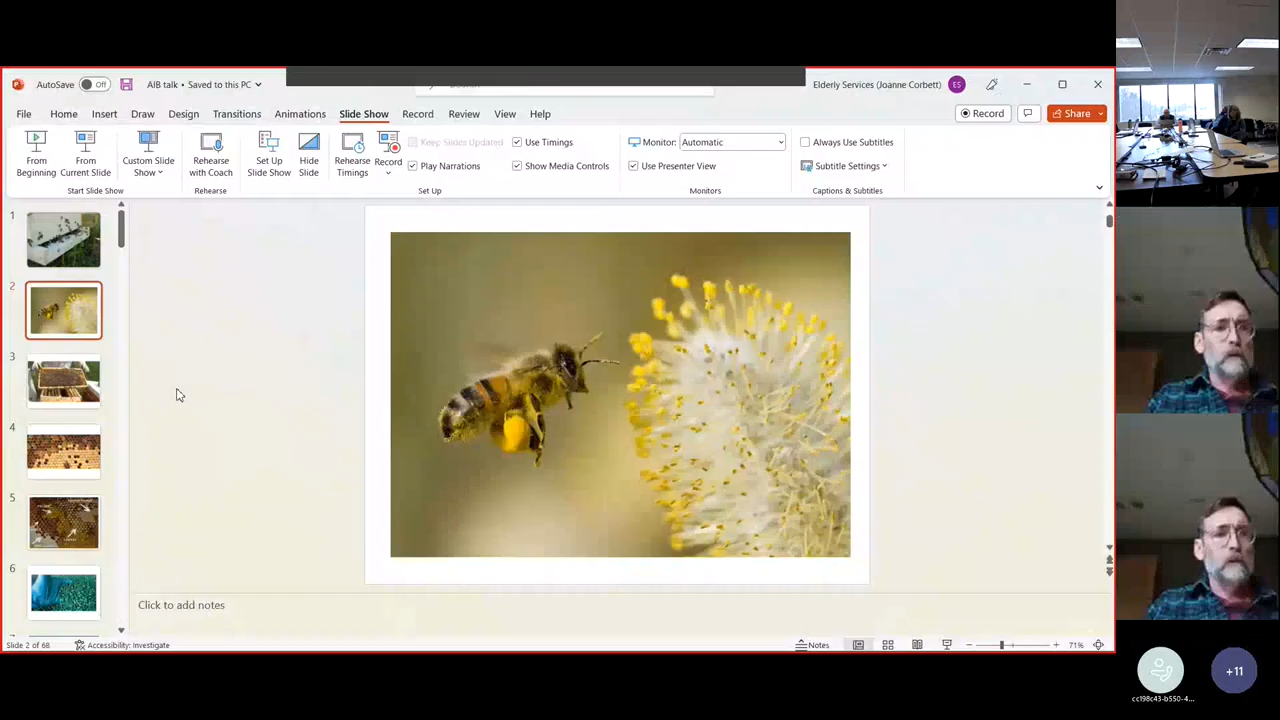 AutoSave Off AIB talk • Saved to this PC Elderly Services (Joanne Corbett) ES
File Home Insert Draw Design Transitions Animations Slide Show Record Review View Help Record Share
From Beginning
From Current Slide
Custom Slide Show
Rehearse with Coach
Set Up Slide Show
Hide Slide
Rehearse Timings
Record
Keep Slides Updated
Play Narrations
Use Timings
Show Media Controls
Monitor: Automatic
Use Presenter View
Always Use Subtitles
Subtitle Settings
Start Slide Show Rehearse Set Up Monitors Captions & Subtitles
1
2
3
4
5
6
Click to add notes
Slide 2 of 68 Accessibility: Investigate Notes 71%
+11
cc198c43-b550-4...